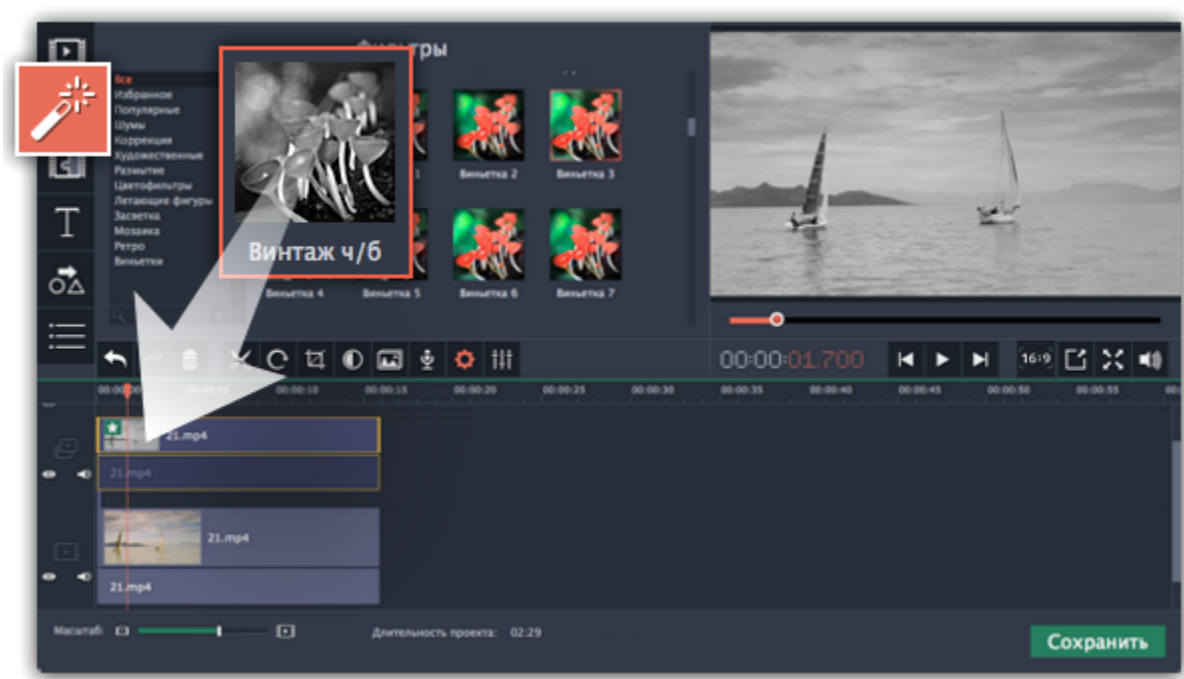 Фильтры
Все
Избранное
Популярные
Шумы
Коррекция
Художественные
Размытие
Цветофильтры
Летающие фигуры
Засветка
Мозаика
Ретро
Виньетки
Винтаж ч/б
1
Виньетка 2
Виньетка 3
Виньетка 4
Виньетка 5
Виньетка 6
Виньетка 7
T
00:00:01.700
16:9
00:00:10
00:00:15
00:00:20
00:00:25
00:00:30
00:00:35
00:00:40
00:00:45
00:00:50
00:00:55
21.mp4
21.mp4
21.mp4
21.mp4
Масштаб:
Длительность проекта: 02:29
Сохранить